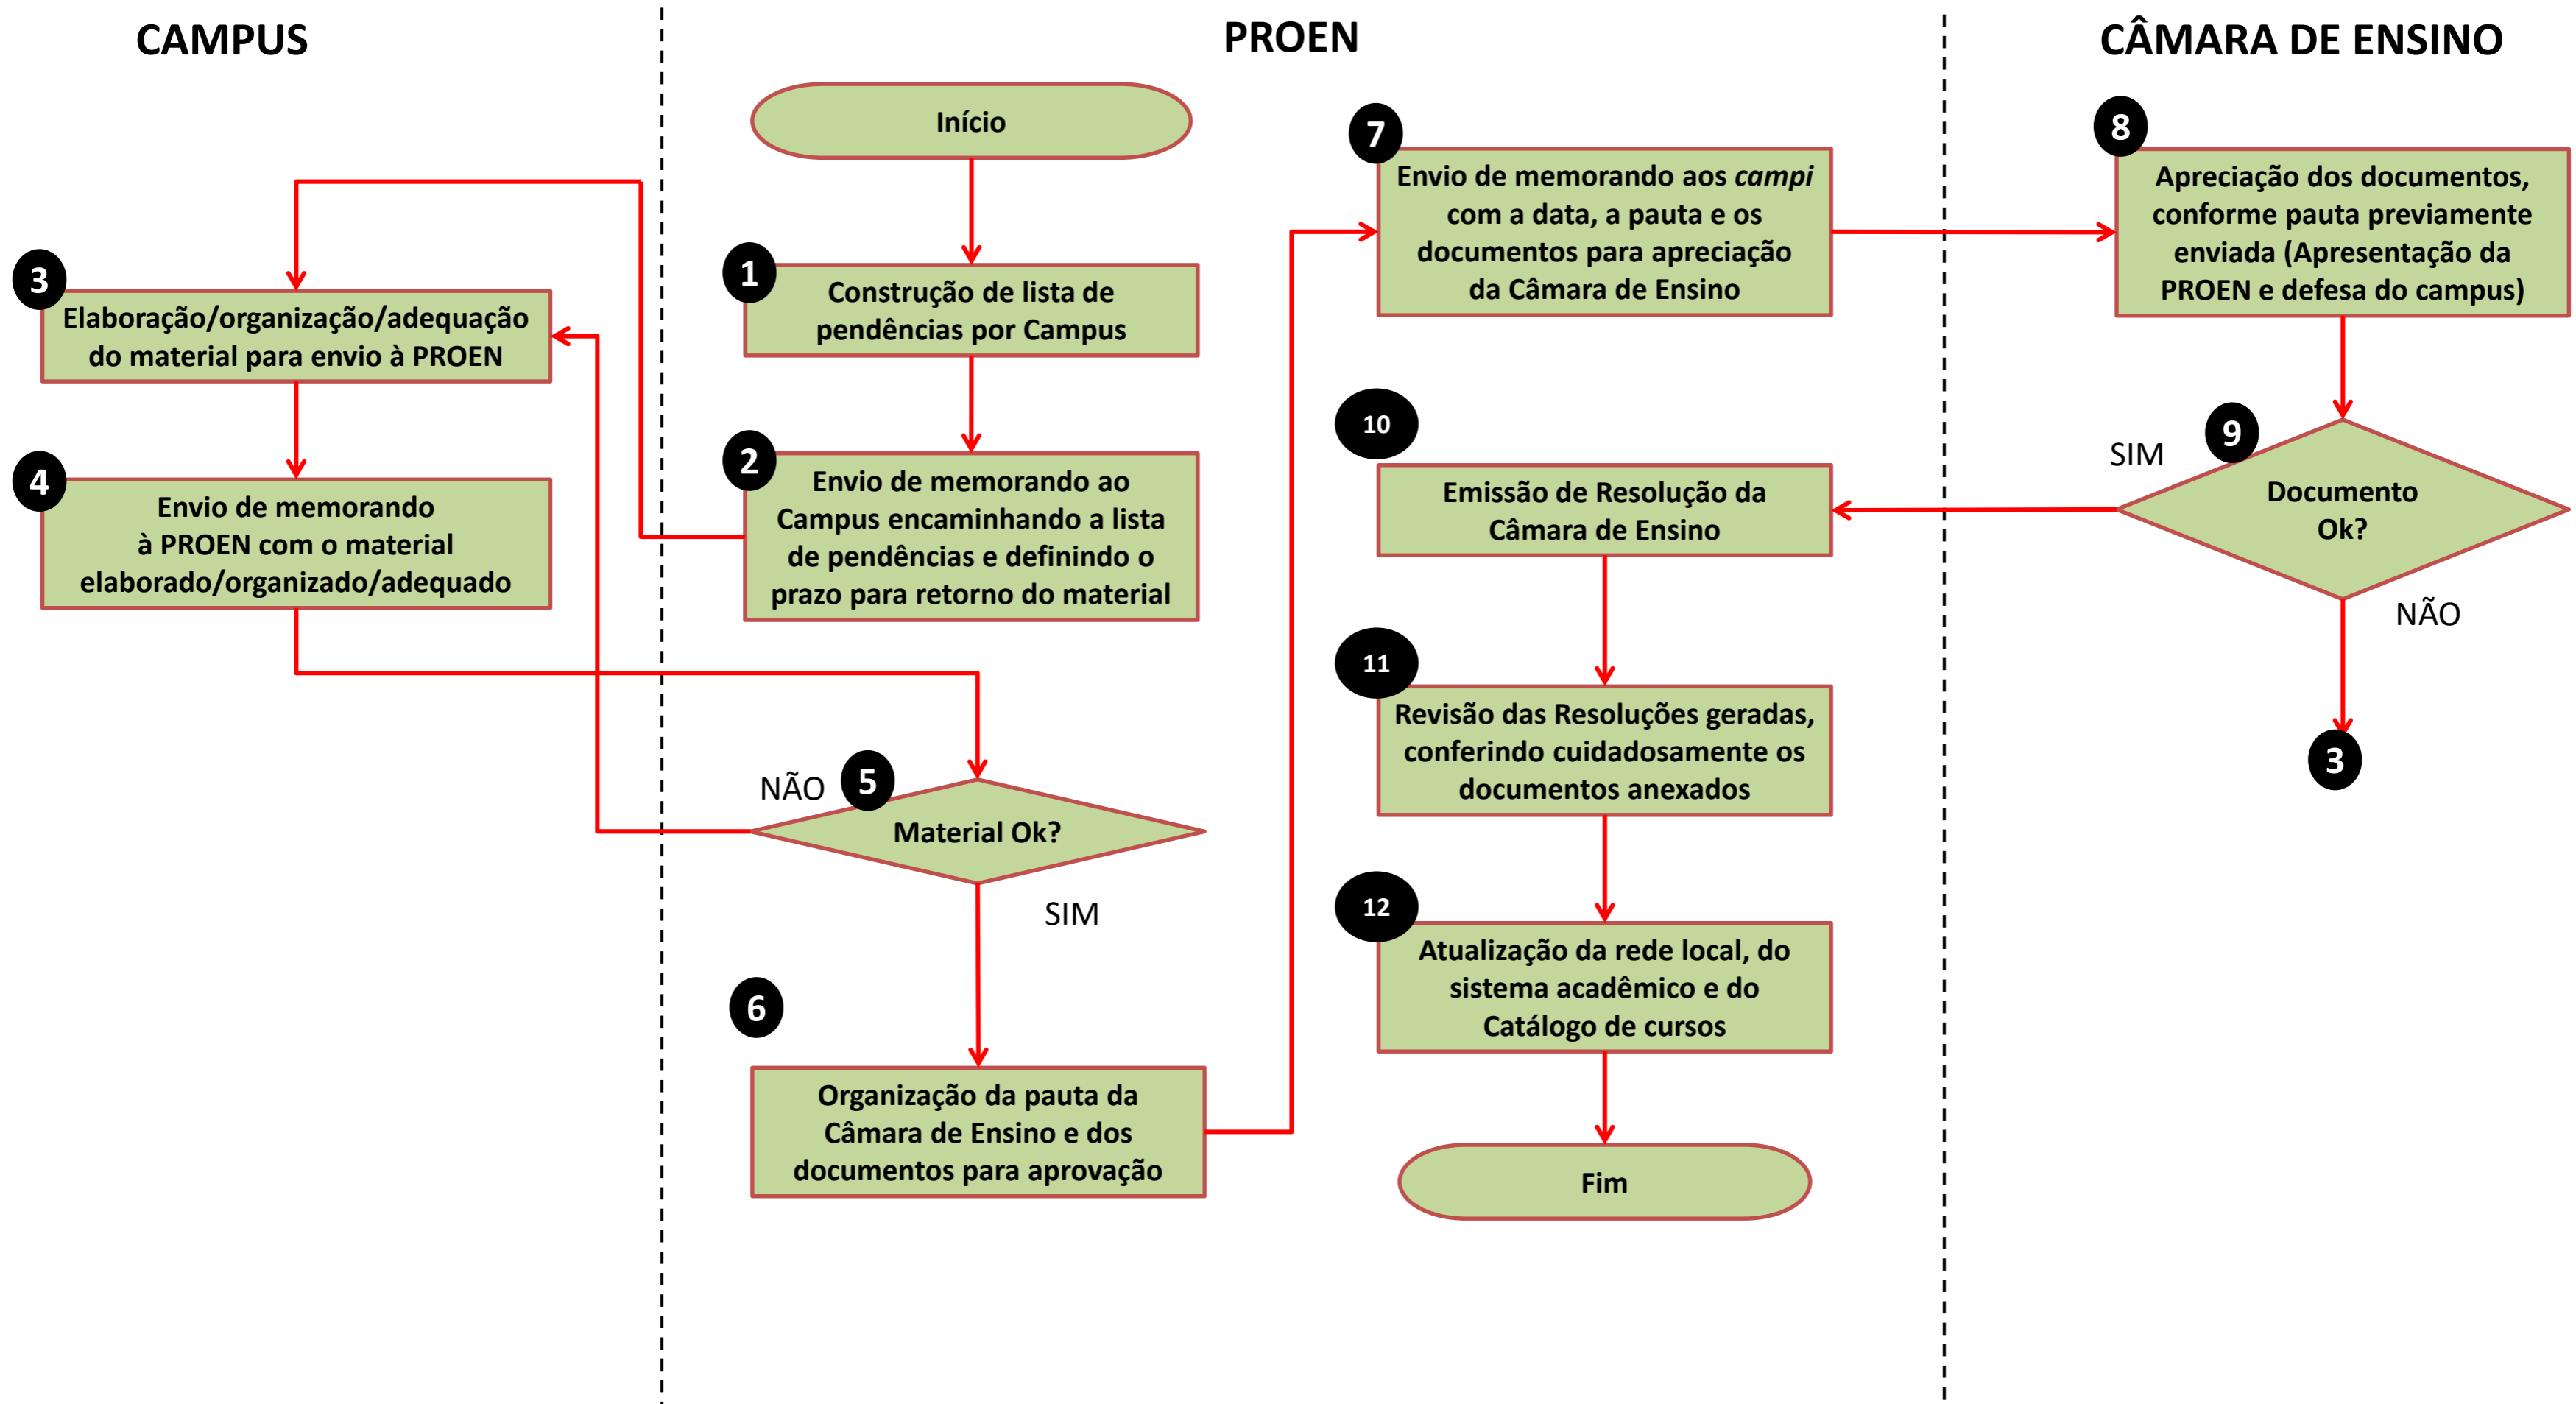 CAMPUS
PROEN
CÂMARA DE ENSINO
Início
1
Construção de lista de
pendências por Campus
2
Envio de memorando ao
Campus encaminhando a lista
de pendências e definindo o
prazo para retorno do material
3
Elaboração/organização/adequação
do material para envio à PROEN
4
Envio de memorando
à PROEN com o material
elaborado/organizado/adequado
NÃO
5
Material Ok?
SIM
6
Organização da pauta da
Câmara de Ensino e dos
documentos para aprovação
7
Envio de memorando aos campi
com a data, a pauta e os
documentos para apreciação
da Câmara de Ensino
8
Apreciação dos documentos,
conforme pauta previamente
enviada (Apresentação da
PROEN e defesa do campus)
SIM
9
Documento
Ok?
NÃO
3
10
Emissão de Resolução da
Câmara de Ensino
11
Revisão das Resoluções geradas,
conferindo cuidadosamente os
documentos anexados
12
Atualização da rede local, do
sistema acadêmico e do
Catálogo de cursos
Fim